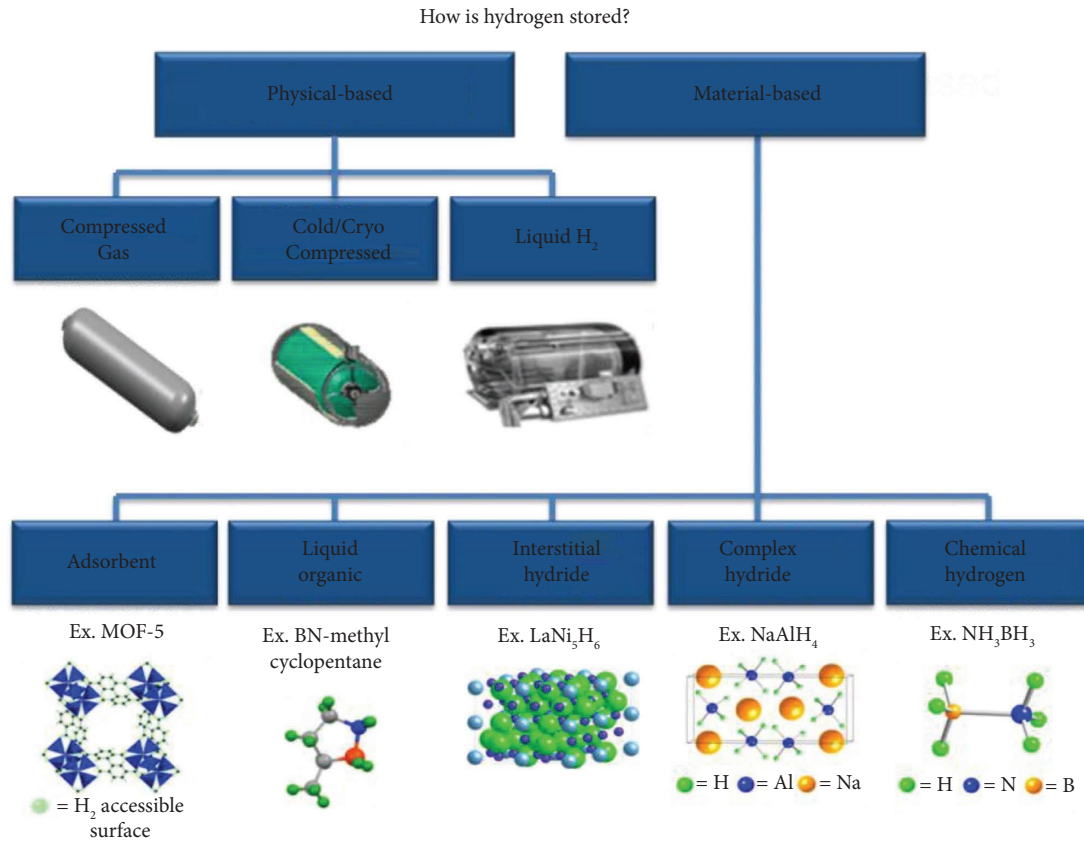 How is hydrogen stored?
Physical-based
Material-based
Compressed
Gas
Cold/Cryo
Compressed
Liquid H₂
Adsorbent
Liquid
organic
Interstitial
hydride
Complex
hydride
Chemical
hydrogen
Ex. MOF-5
Ex. BN-methyl
cyclopentane
Ex. LaNi₅H₆
Ex. NaAlH₄
Ex. NH₃BH₃
= H₂ accessible
surface
= H = Al = Na
= H = N = B